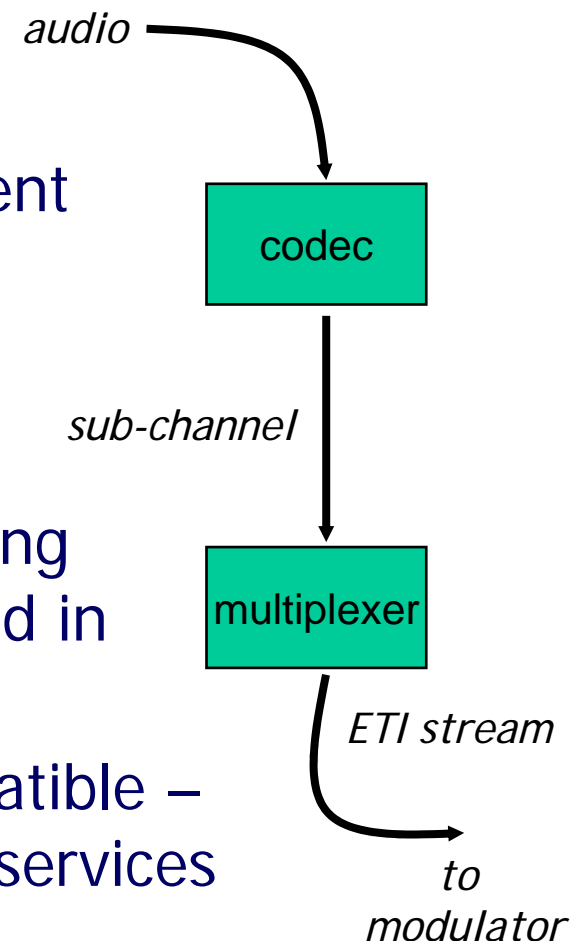 audio
ent
codec
sub-channel
ng
d in
multiplexer
ETI stream
atible –
services
to
modulator